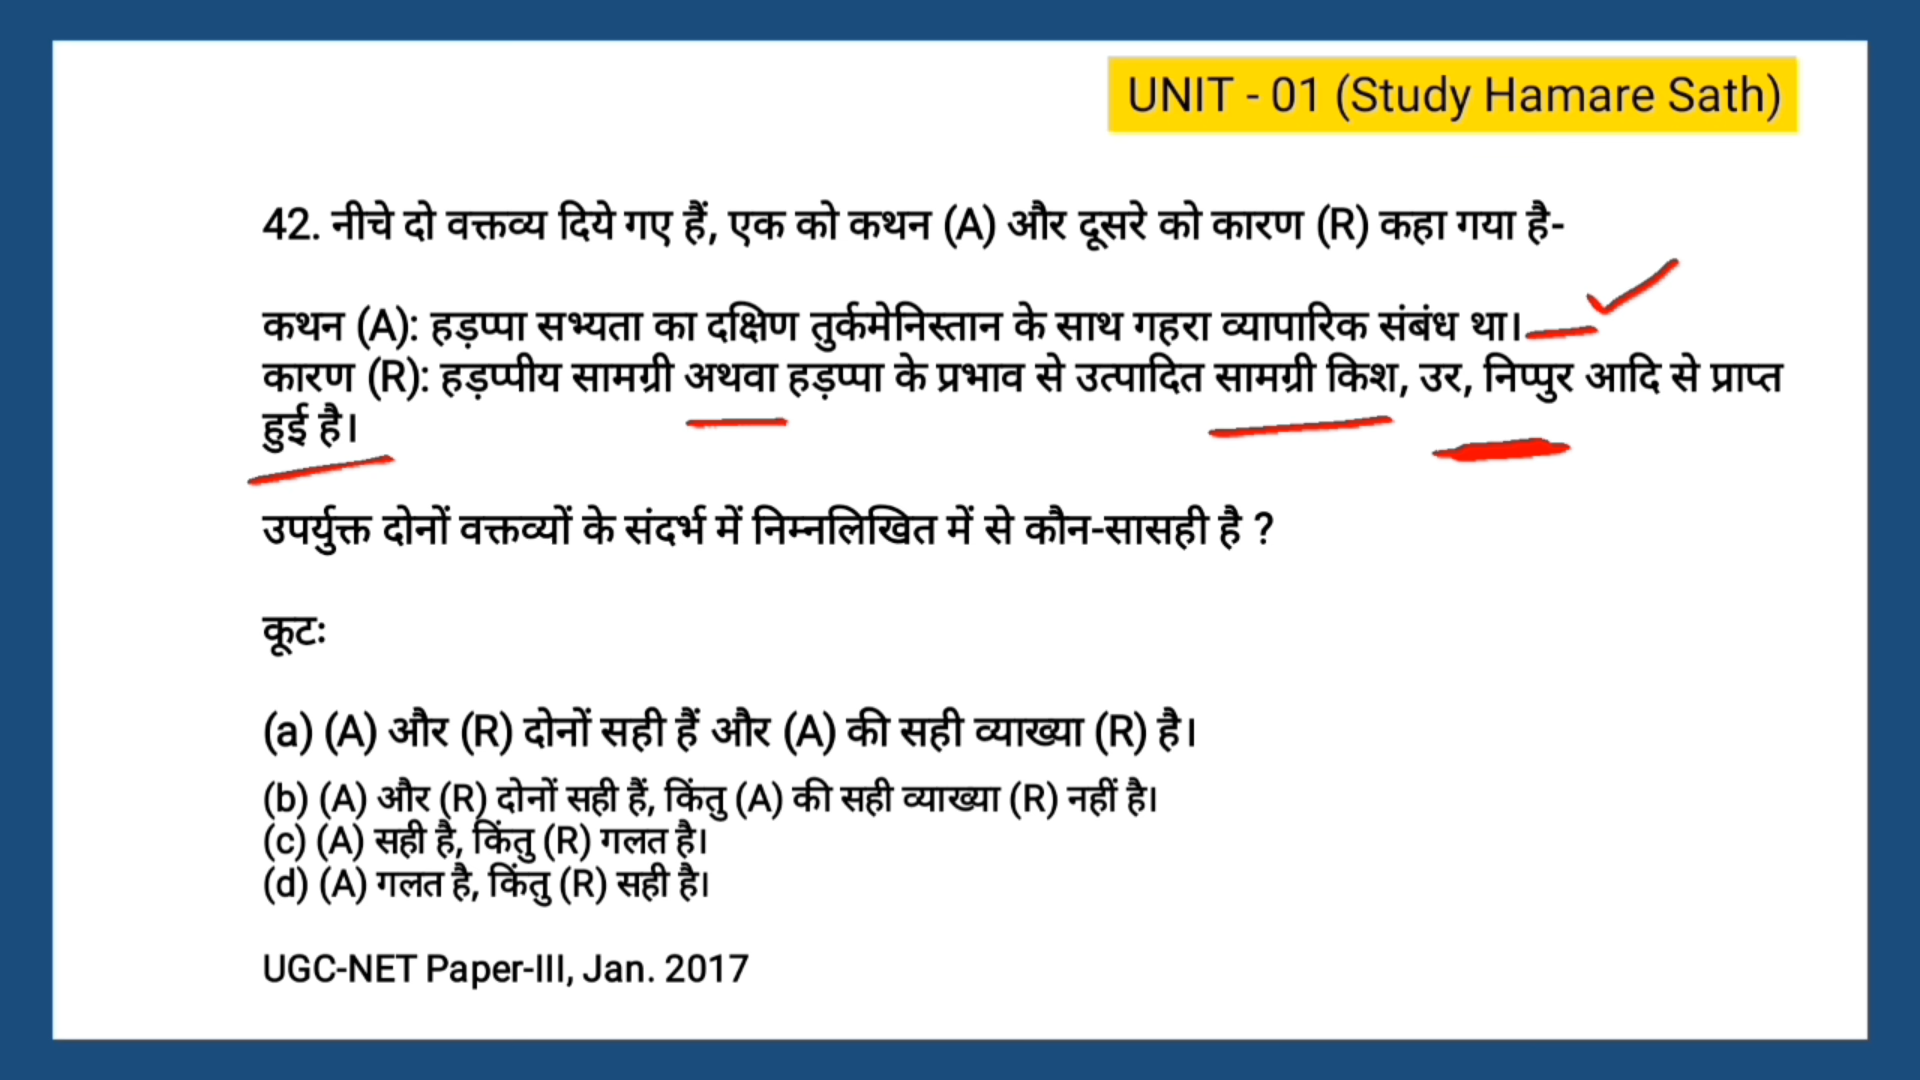 UNIT - 01 (Study Hamare Sath)
42. नीचे दो वक्तव्य दिये गए हैं, एक को कथन (A) और दूसरे को कारण (R) कहा गया है-
कथन (A): हड़प्पा सभ्यता का दक्षिण तुर्कमेनिस्तान के साथ गहरा व्यापारिक संबंध था।
कारण (R): हड़प्पीय सामग्री अथवा हड़प्पा के प्रभाव से उत्पादित सामग्री किश, उर, निप्पुर आदि से प्राप्त
हुई है।
उपर्युक्त दोनों वक्तव्यों के संदर्भ में निम्नलिखित में से कौन-सासही है ?
कूटः
(a) (A) और (R) दोनों सही हैं और (A) की सही व्याख्या (R) है।
(b) (A) और (R) दोनों सही हैं, किंतु (A) की सही व्याख्या (R) नहीं है।
(c) (A) सही है, किंतु (R) गलत है।
(d) (A) गलत है, किंतु (R) सही है।
UGC-NET Paper-III, Jan. 2017